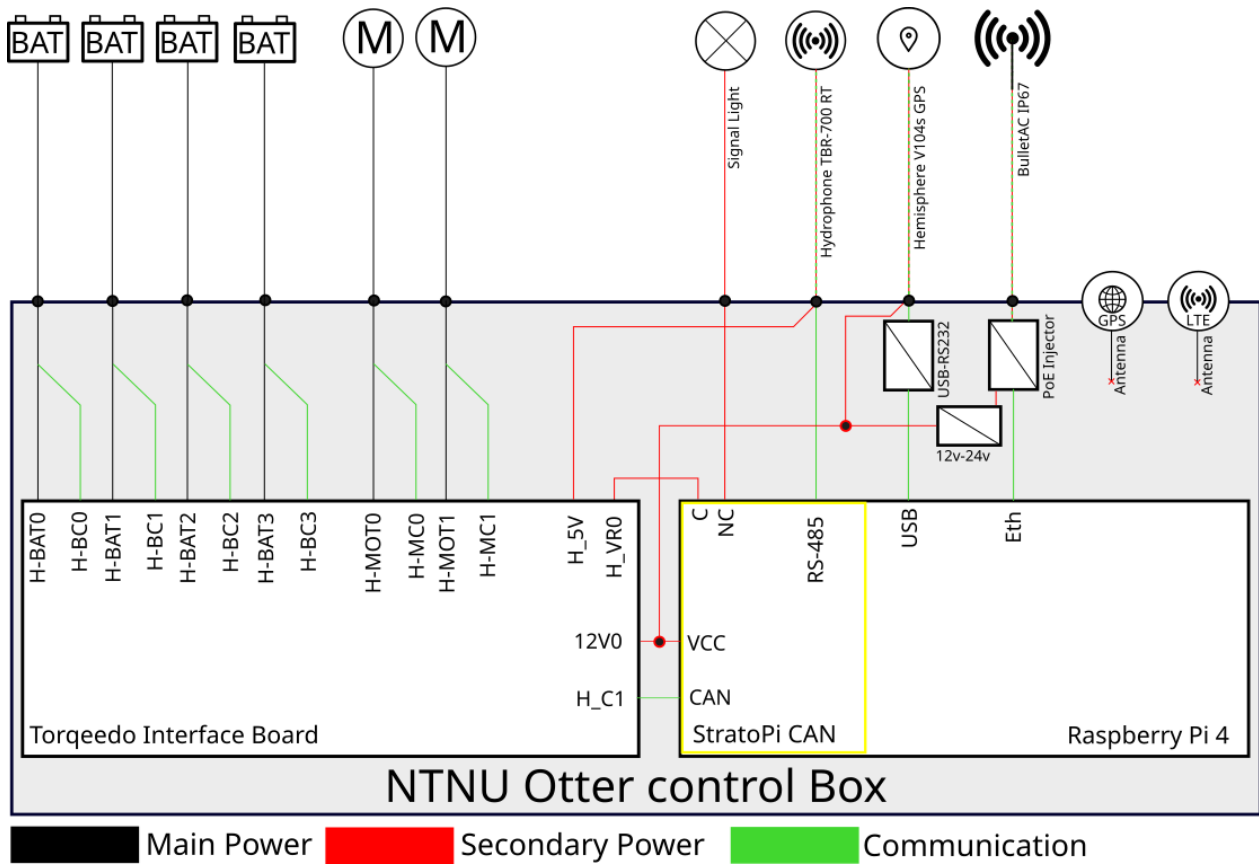 BAT
BAT
BAT
BAT
M
M
Signal Light
Hydrophone TBR-700 RT
Hemisphere V104s GPS
BulletAC IP67
GPS
LTE
Antenna
Antenna
USB-RS232
PoE Injector
12v-24v
H-BAT0
H-BC0
H-BAT1
H-BC1
H-BAT2
H-BC2
H-BAT3
H-BC3
H-MOT0
H-MC0
H-MOT1
H-MC1
H_5V
H_VR0
C
NC
RS-485
USB
Eth
12V0
VCC
H_C1
CAN
Torqeedo Interface Board
StratoPi CAN
Raspberry Pi 4
NTNU Otter control Box
Main Power
Secondary Power
Communication